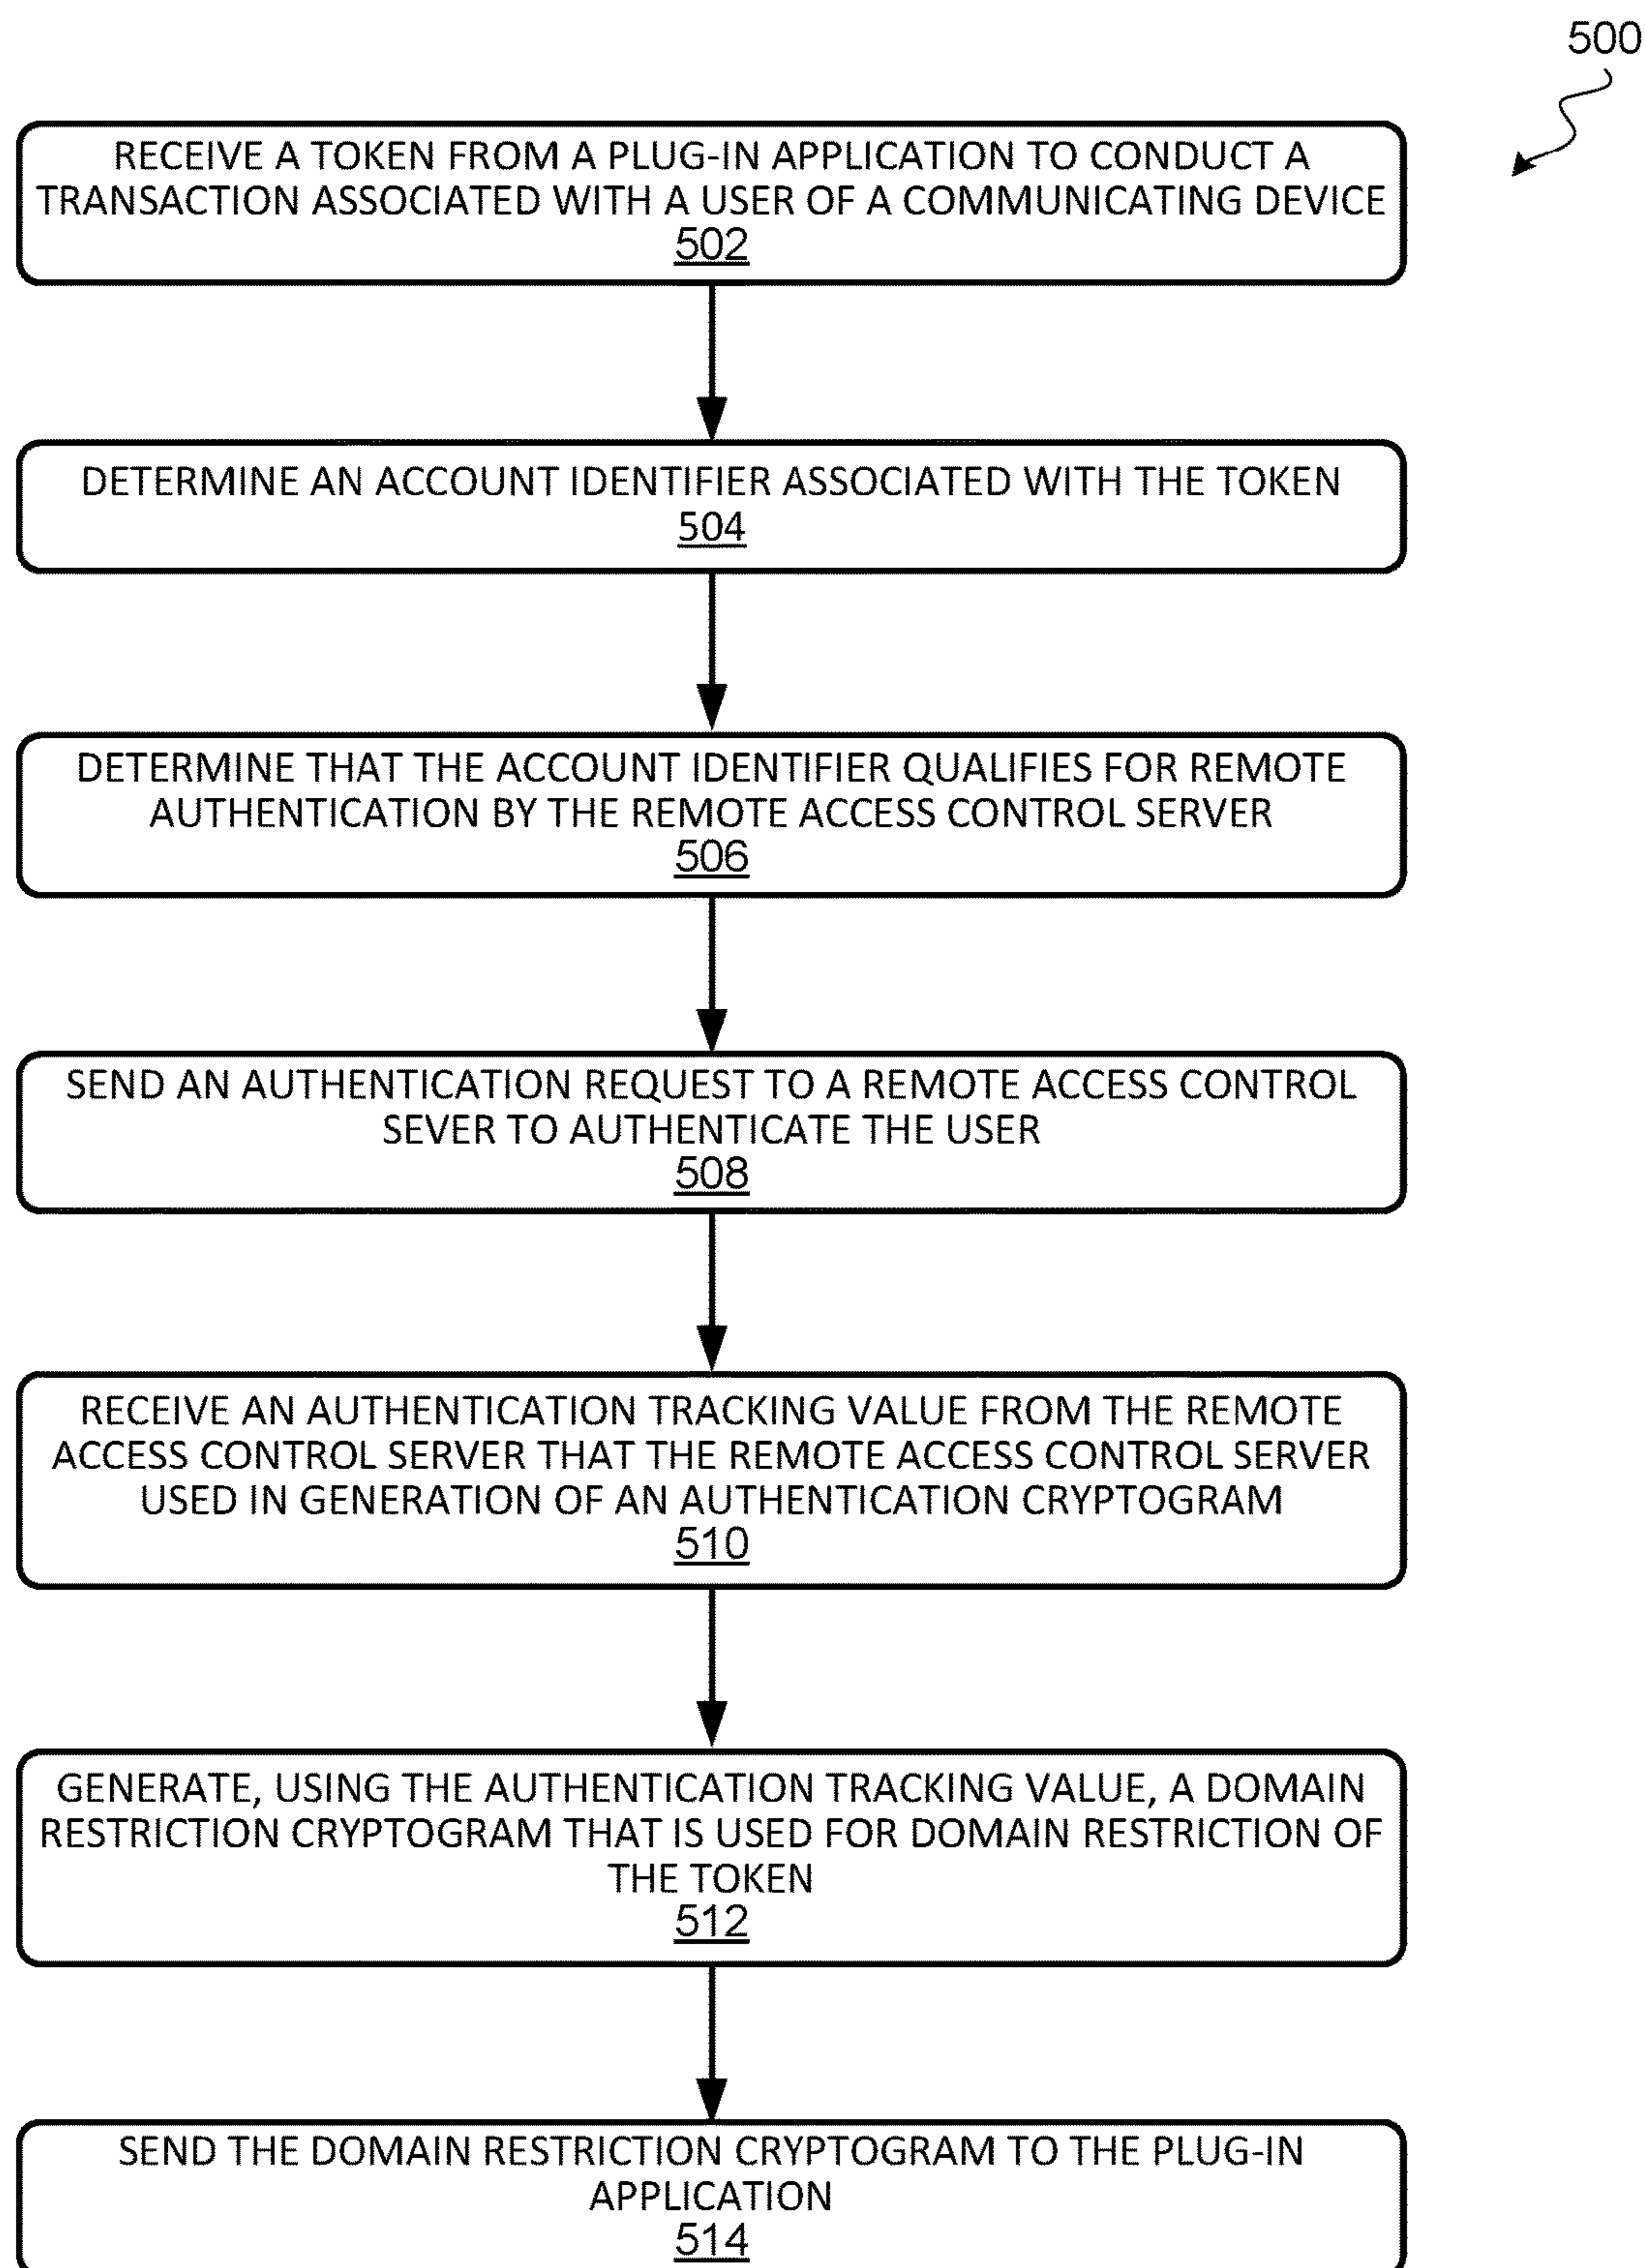 500
RECEIVE A TOKEN FROM A PLUG-IN APPLICATION TO CONDUCT A
TRANSACTION ASSOCIATED WITH A USER OF A COMMUNICATING DEVICE
502
DETERMINE AN ACCOUNT IDENTIFIER ASSOCIATED WITH THE TOKEN
504
DETERMINE THAT THE ACCOUNT IDENTIFIER QUALIFIES FOR REMOTE
AUTHENTICATION BY THE REMOTE ACCESS CONTROL SERVER
506
SEND AN AUTHENTICATION REQUEST TO A REMOTE ACCESS CONTROL
SEVER TO AUTHENTICATE THE USER
508
RECEIVE AN AUTHENTICATION TRACKING VALUE FROM THE REMOTE
ACCESS CONTROL SERVER THAT THE REMOTE ACCESS CONTROL SERVER
USED IN GENERATION OF AN AUTHENTICATION CRYPTOGRAM
510
GENERATE, USING THE AUTHENTICATION TRACKING VALUE, A DOMAIN
RESTRICTION CRYPTOGRAM THAT IS USED FOR DOMAIN RESTRICTION OF
THE TOKEN
512
SEND THE DOMAIN RESTRICTION CRYPTOGRAM TO THE PLUG-IN
APPLICATION
514